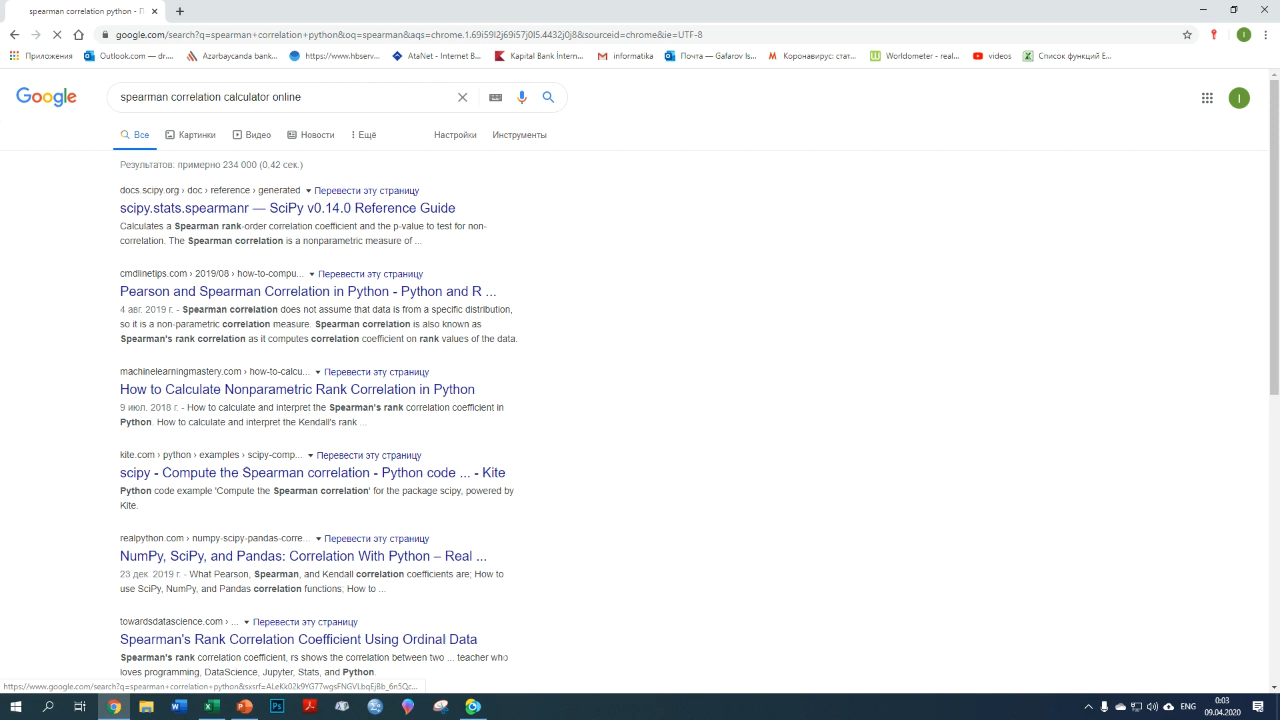 spearman correlation python - П
google.com/search?q=spearman+correlation+python&oq=spearman&aqs=chrome.1.69i59l2j69i57j0l5.4432j0j8&sourceid=chrome&ie=UTF-8
Приложения
Outlook.com — dr....
Azərbaycanda bank...
https://www.hbserv...
AtaNet - Internet B...
Kapital Bank İntern...
informatika
Почта — Gafarov Is...
Коронавирус: стат...
Worldometer - real...
videos
Список функций E...
Google
spearman correlation calculator online
I
Все
Картинки
Видео
Новости
Ещё
Настройки
Инструменты
Результатов: примерно 234 000 (0,42 сек.)
docs.scipy.org › doc › reference › generated Перевести эту страницу
scipy.stats.spearmanr — SciPy v0.14.0 Reference Guide
Calculates a Spearman rank-order correlation coefficient and the p-value to test for non-
correlation. The Spearman correlation is a nonparametric measure of ...
cmdlinetips.com › 2019/08 › how-to-compu... Перевести эту страницу
Pearson and Spearman Correlation in Python - Python and R ...
4 авг. 2019 г. - Spearman correlation does not assume that data is from a specific distribution,
so it is a non-parametric correlation measure. Spearman correlation is also known as
Spearman's rank correlation as it computes correlation coefficient on rank values of the data.
machinelearningmastery.com › how-to-calcu... Перевести эту страницу
How to Calculate Nonparametric Rank Correlation in Python
9 июл. 2018 г. - How to calculate and interpret the Spearman's rank correlation coefficient in
Python. How to calculate and interpret the Kendall's rank ...
kite.com › python › examples › scipy-comp... Перевести эту страницу
scipy - Compute the Spearman correlation - Python code ... - Kite
Python code example 'Compute the Spearman correlation' for the package scipy, powered by
Kite.
realpython.com › numpy-scipy-pandas-corre... Перевести эту страницу
NumPy, SciPy, and Pandas: Correlation With Python – Real ...
23 дек. 2019 г. - What Pearson, Spearman, and Kendall correlation coefficients are; How to
use SciPy, NumPy, and Pandas correlation functions; How to ...
towardsdatascience.com › ... Перевести эту страницу
Spearman's Rank Correlation Coefficient Using Ordinal Data
Spearman's rank correlation coefficient, rs shows the correlation between two ... teacher who
loves programming, DataScience, Jupyter, Stats, and Python.
0:03
ENG
09.04.2020